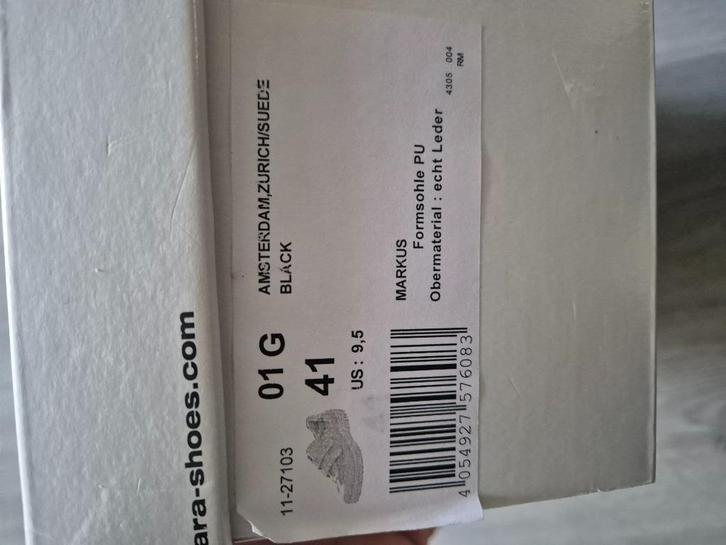 ara-shoes.com
11-27103
01 G
41
US : 9,5
AMSTERDAM,ZURICH/SUEDE
BLACK
MARKUS
Formsohle PU
Obermaterial : echt Leder
4305 004
RM
4 054927 576083